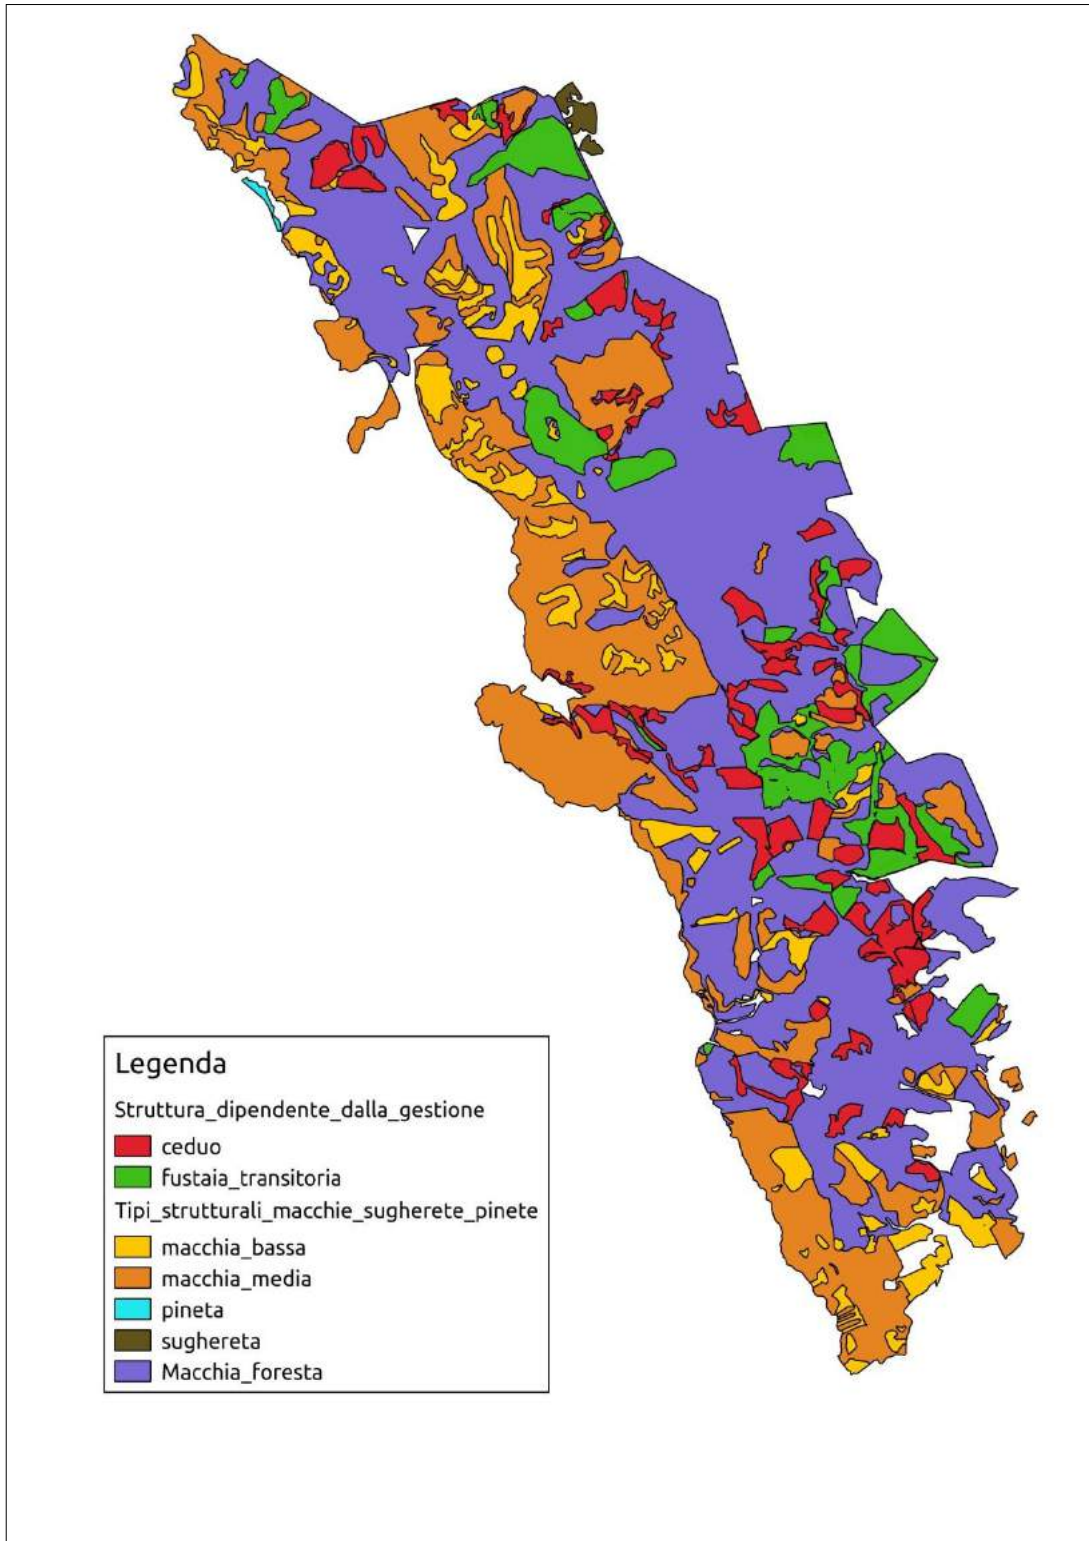 Legenda
Struttura_dipendente_dalla_gestione
ceduo
fustaia_transitoria
Tipi_strutturali_macchie_sugherete_pinete
macchia_bassa
macchia_media
pineta
sughereta
Macchia_foresta